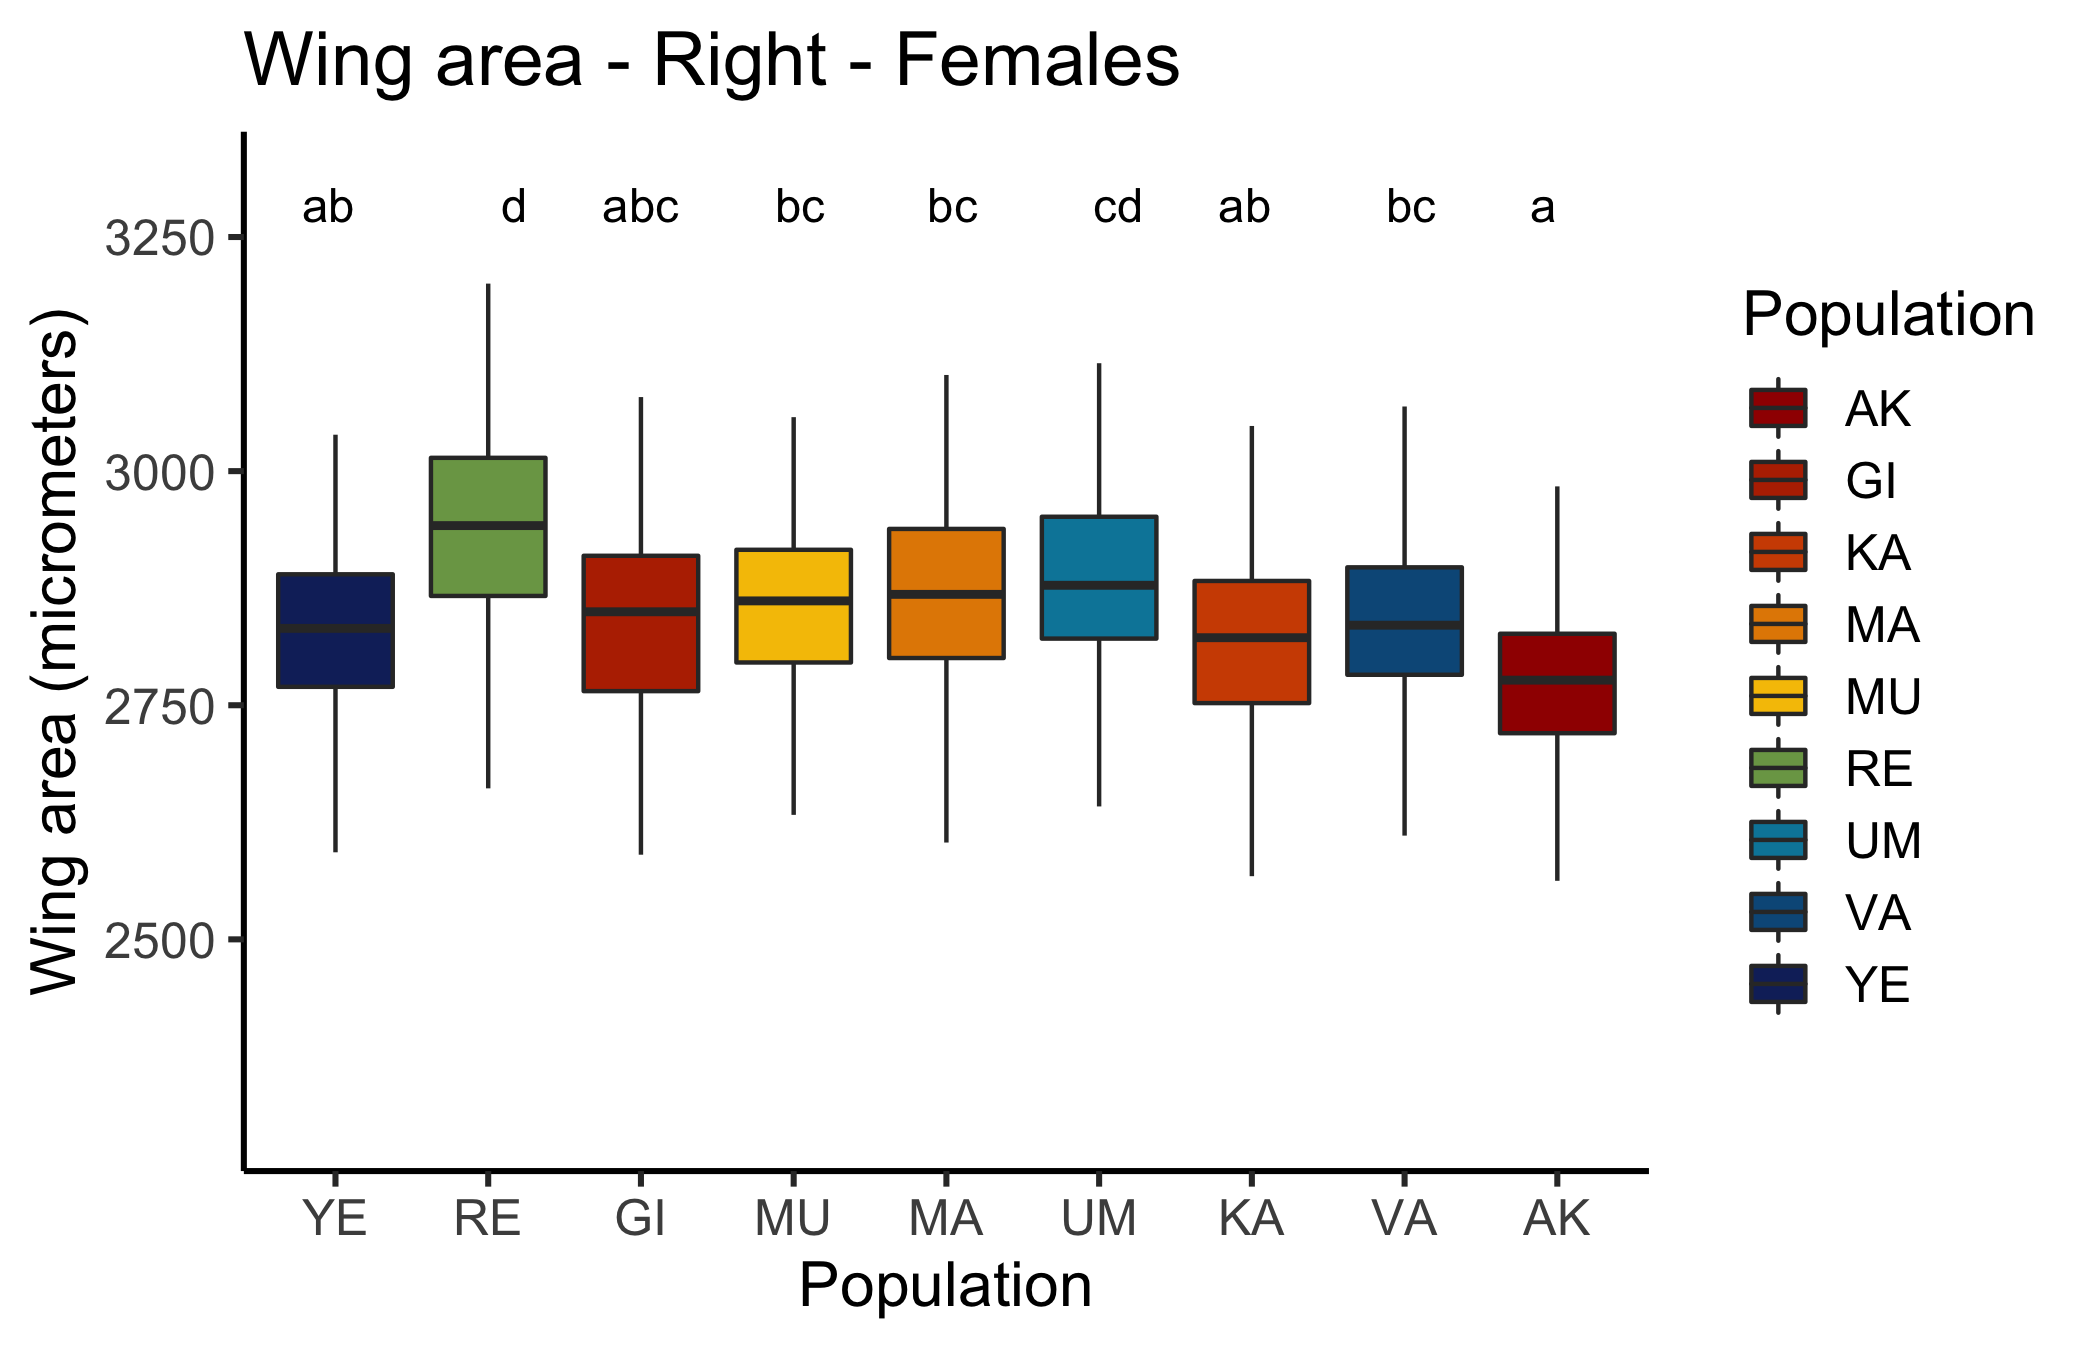 Wing area - Right - Females
ab d abc bc bc cd ab bc a
3250
3000
2750
2500
Wing area (micrometers)
YE RE GI MU MA UM KA VA AK
Population
Population
AK
GI
KA
MA
MU
RE
UM
VA
YE